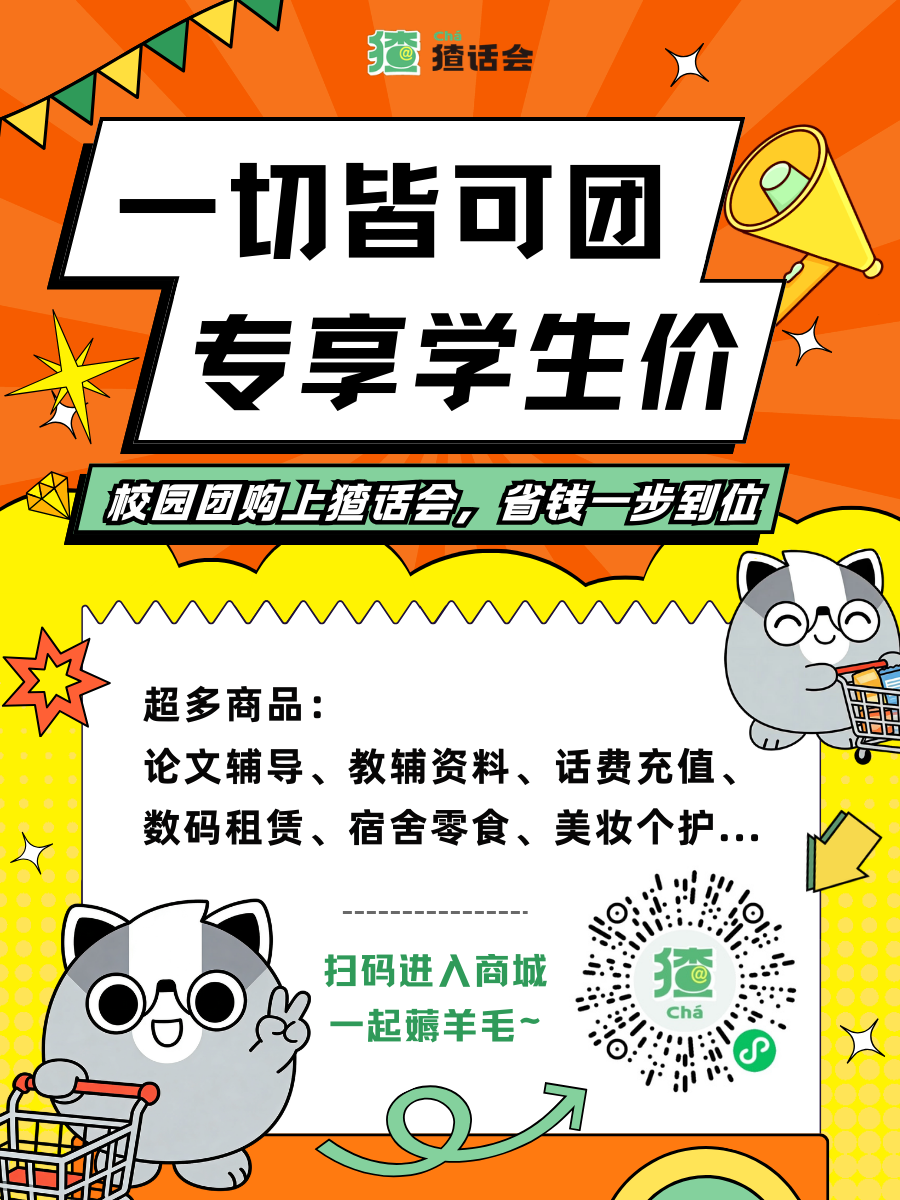 Chá
猹@
猹话会
一切皆可团
专享学生价
校园团购上猹话会，省钱一步到位
超多商品：
论文辅导、教辅资料、话费充值、
数码租赁、宿舍零食、美妆个护...
扫码进入商城
一起薅羊毛~
猹@
Chá